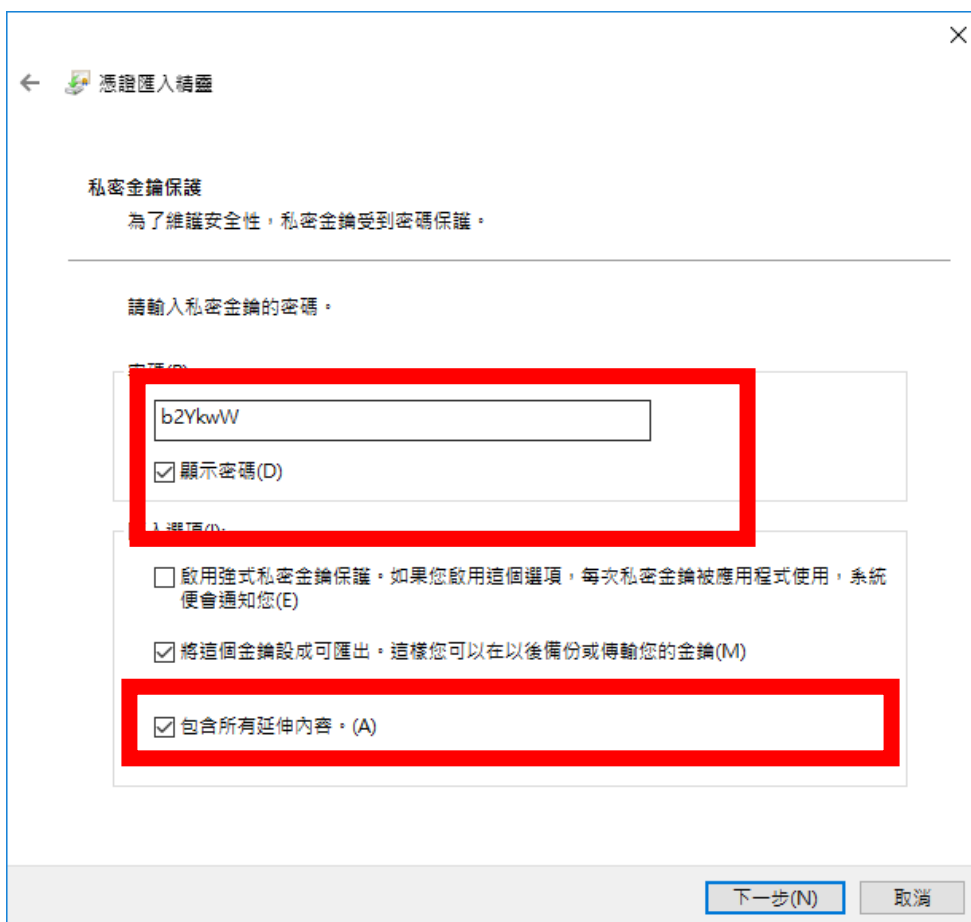 憑證匯入精靈
私密金鑰保護
為了維護安全性，私密金鑰受到密碼保護。
請輸入私密金鑰的密碼。
b2YkwW
顯示密碼(D)
啟用強式私密金鑰保護。如果您啟用這個選項，每次私密金鑰被應用程式使用，系統
便會通知您(E)
將這個金鑰設成可匯出。這樣您可以在以後備份或傳輸您的金鑰(M)
包含所有延伸內容。(A)
下一步(N)
取消